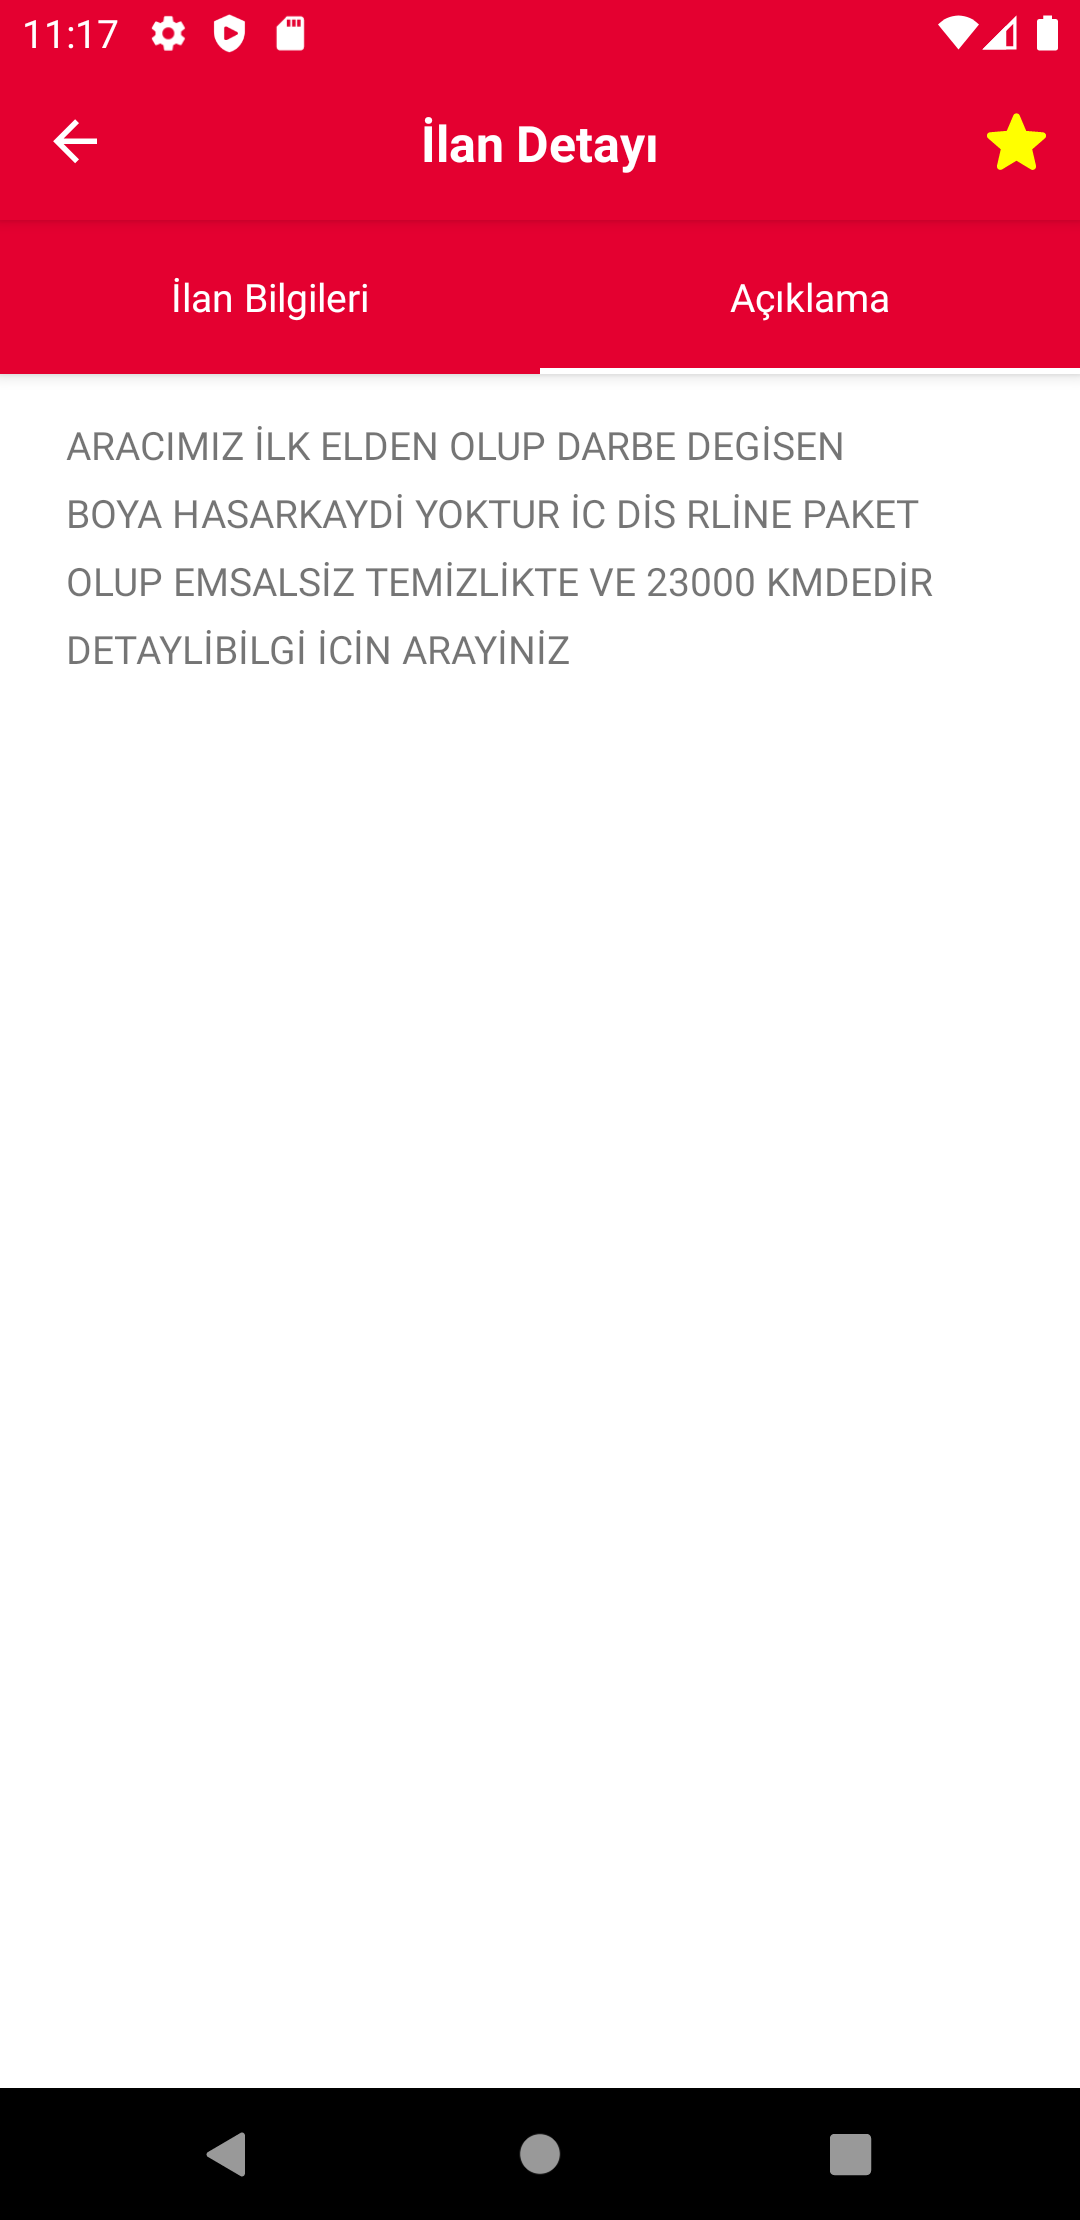 11:17
İlan Detayı
İlan Bilgileri
Açıklama
ARACIMIZ İLK ELDEN OLUP DARBE DEGİSEN
BOYA HASARKAYDİ YOKTUR İC DİS RLİNE PAKET
OLUP EMSALSİZ TEMİZLİKTE VE 23000 KMDEDİR
DETAYLİBİLGİ İCİN ARAYİNİZ